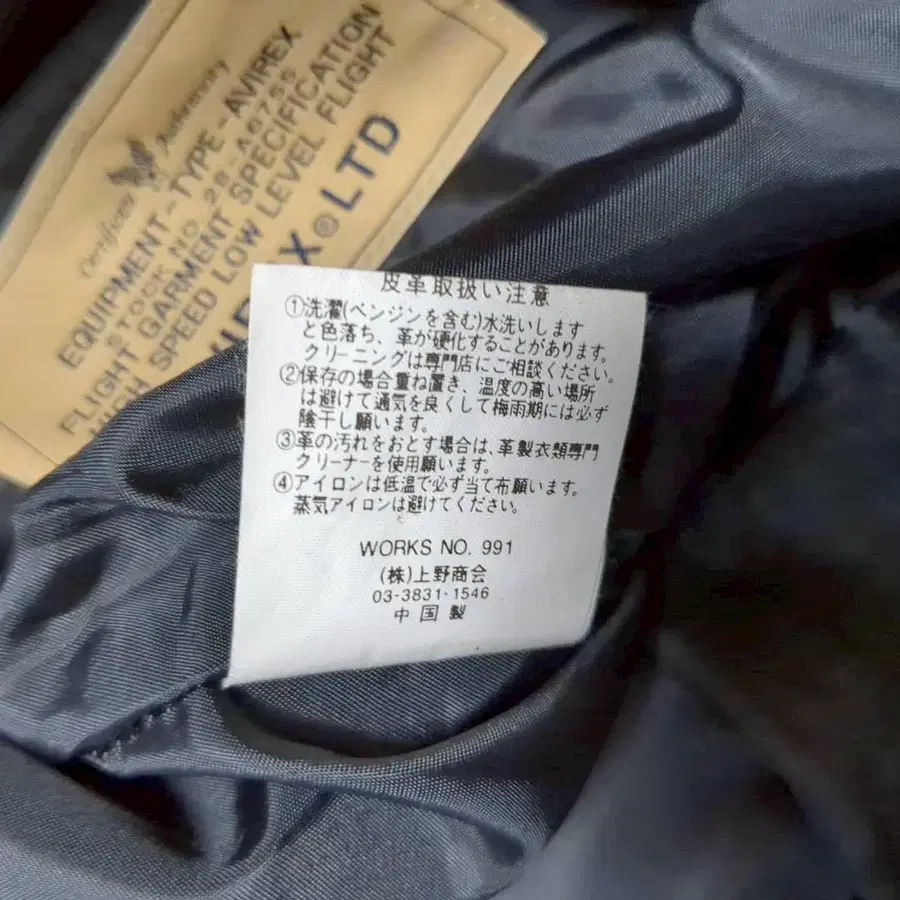 Certified Authenticity
EQUIPMENT-TYPE-AVIREX
STOCK NO. 28-A6755
FLIGHT GARMENT SPECIFICATION
HIGH SPEED LOW LEVEL FLIGHT
X® LTD
皮革取扱い注意
①洗濯(ベンジンを含む)水洗いします
と色落ち、革が硬化することがあります。
クリーニングは専門店にご相談ください。
②保存の場合重ね置き、温度の高い場所
は避けて通気を良くして梅雨期には必ず
陰干し願います。
③革の汚れをおとす場合は、革製衣類専門
クリーナーを使用願います。
④アイロンは低温で必ず当て布願います。
蒸気アイロンは避けてください。
WORKS NO. 991
(株)上野商会
03-3831-1546
中国製